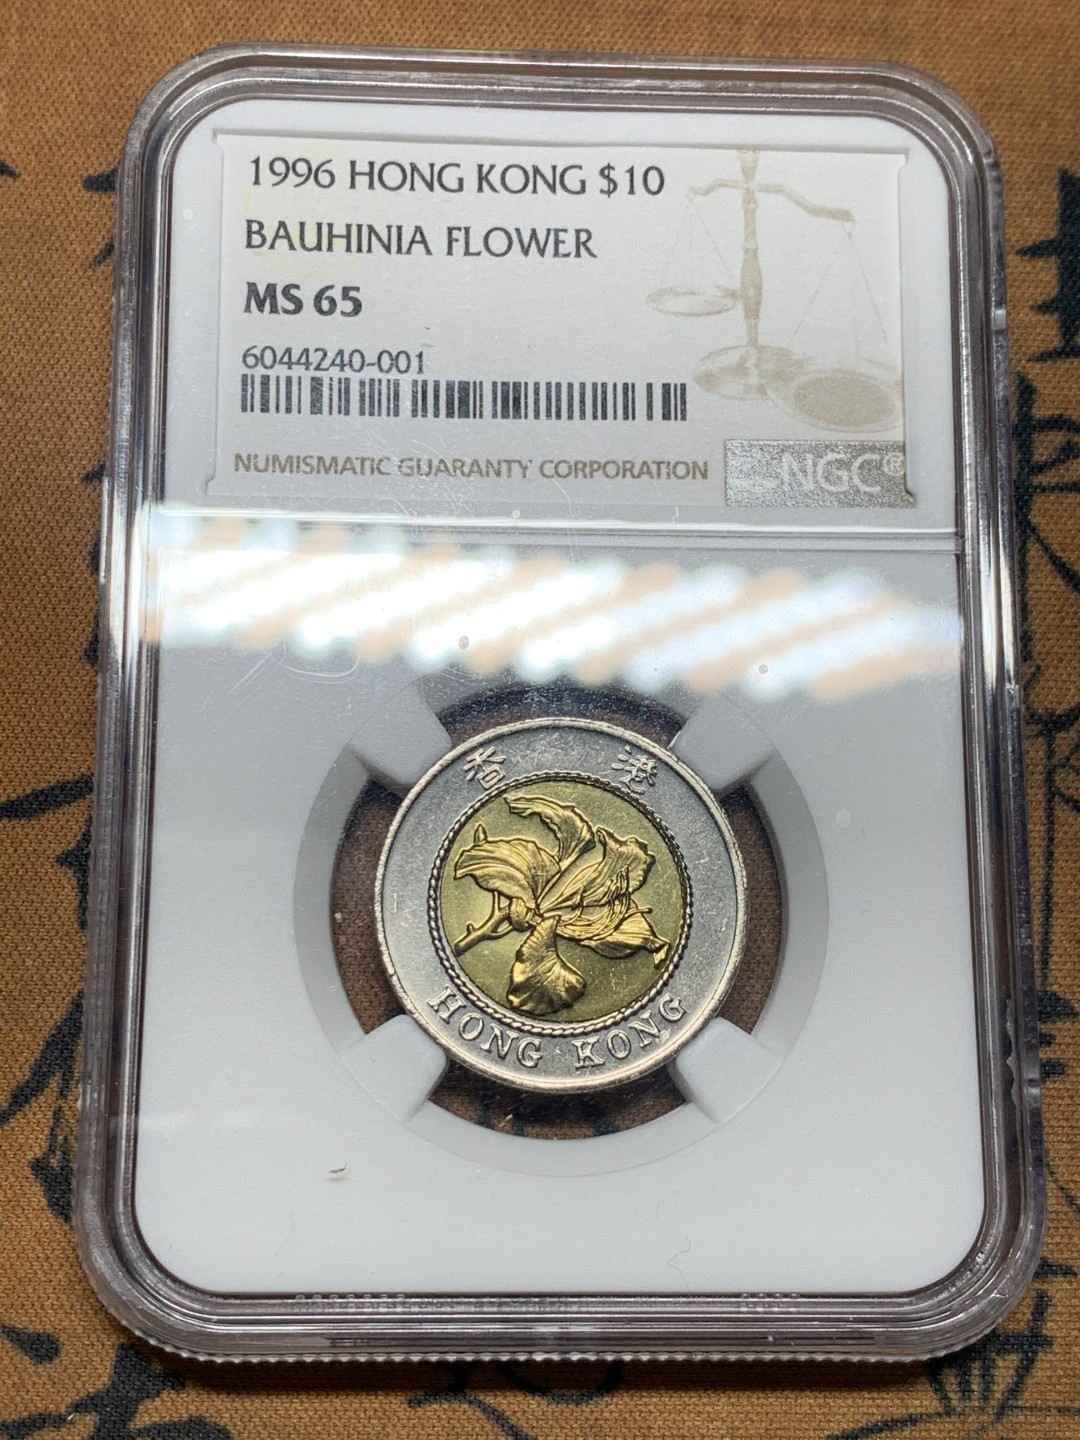 1996 HONG KONG $10
BAUHINIA FLOWER
MS 65
6044240-001
NUMISMATIC GUARANTY CORPORATION
NGC®
香港
HONG KONG